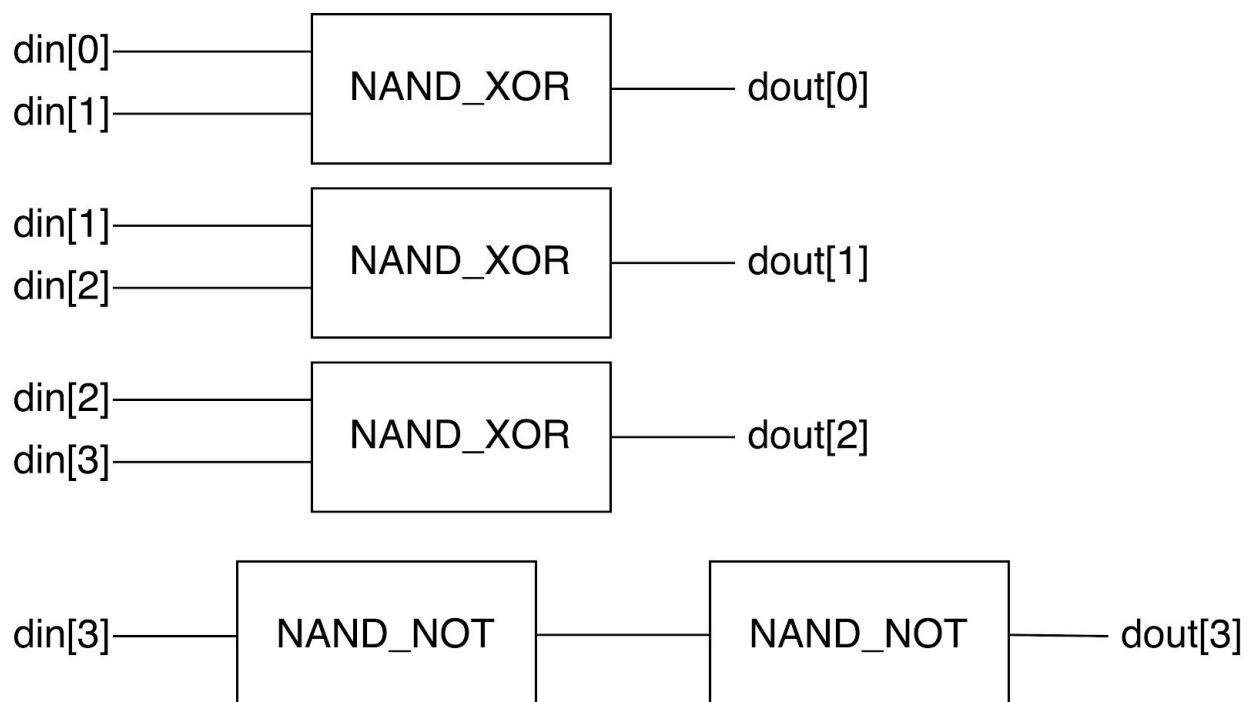 din[0]
NAND_XOR
dout[0]
din[1]
din[1]
NAND_XOR
dout[1]
din[2]
din[2]
NAND_XOR
dout[2]
din[3]
din[3]
NAND_NOT
NAND_NOT
dout[3]